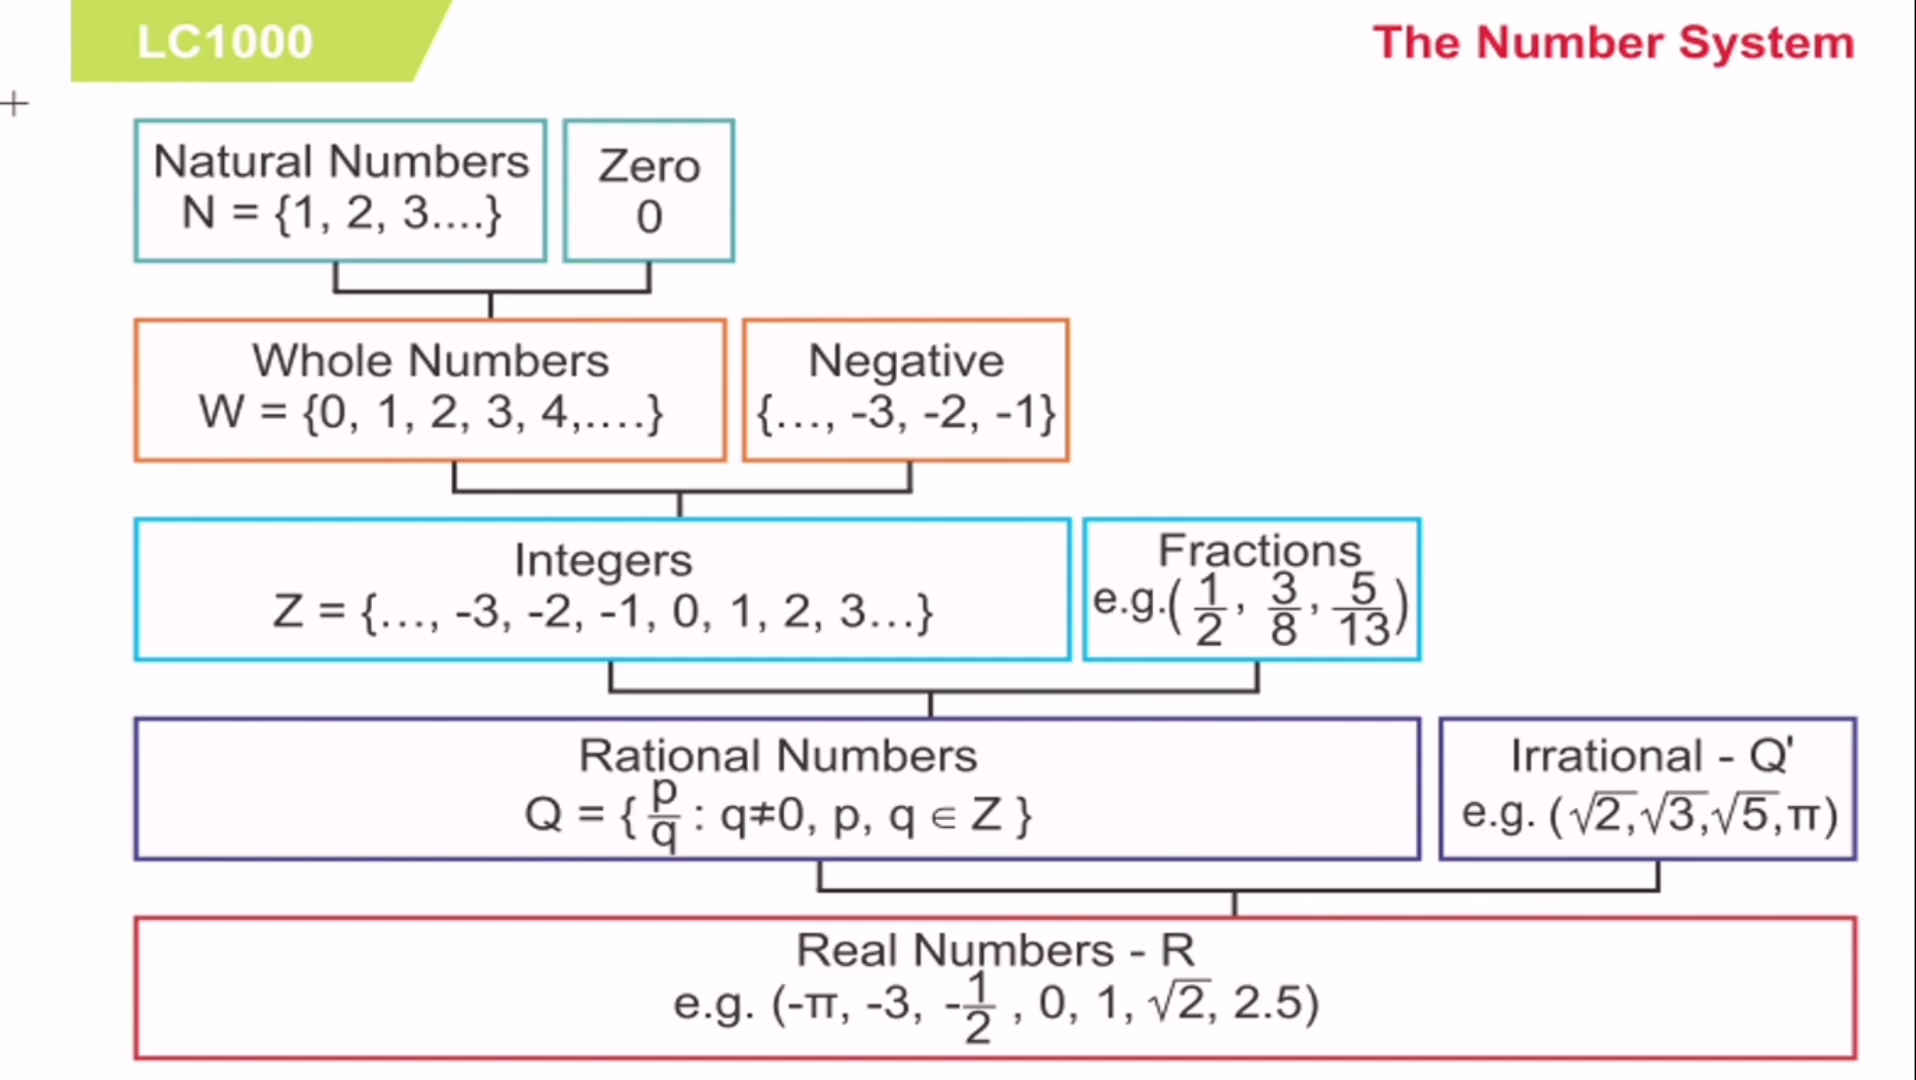 LC1000
The Number System
Natural Numbers
N = {1, 2, 3....}
Zero
0
Whole Numbers
W = {0, 1, 2, 3, 4,....}
Negative
{..., -3, -2, -1}
Integers
Z = {..., -3, -2, -1, 0, 1, 2, 3...}
Fractions
e.g.(1/2, 3/8, 5/13)
Rational Numbers
Q = { p/q : q≠0, p, q ∈ Z }
Irrational - Q'
e.g. (√2,√3,√5,π)
Real Numbers - R
e.g. (-π, -3, -1/2 , 0, 1, √2, 2.5)